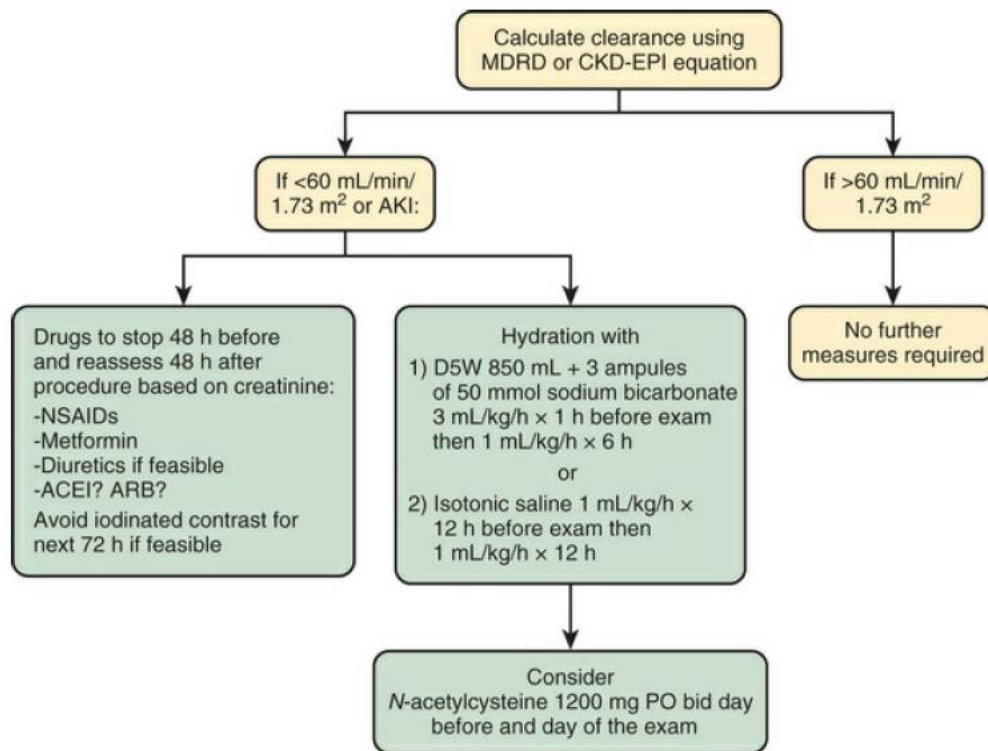 Calculate clearance using
MDRD or CKD-EPI equation
If <60 mL/min/
1.73 m² or AKI:
If >60 mL/min/
1.73 m²
Drugs to stop 48 h before
and reassess 48 h after
procedure based on creatinine:
-NSAIDs
-Metformin
-Diuretics if feasible
-ACEI? ARB?
Avoid iodinated contrast for
next 72 h if feasible
Hydration with
1) D5W 850 mL + 3 ampules
of 50 mmol sodium bicarbonate
3 mL/kg/h × 1 h before exam
then 1 mL/kg/h × 6 h
or
2) Isotonic saline 1 mL/kg/h ×
12 h before exam then
1 mL/kg/h × 12 h
No further
measures required
Consider
N-acetylcysteine 1200 mg PO bid day
before and day of the exam